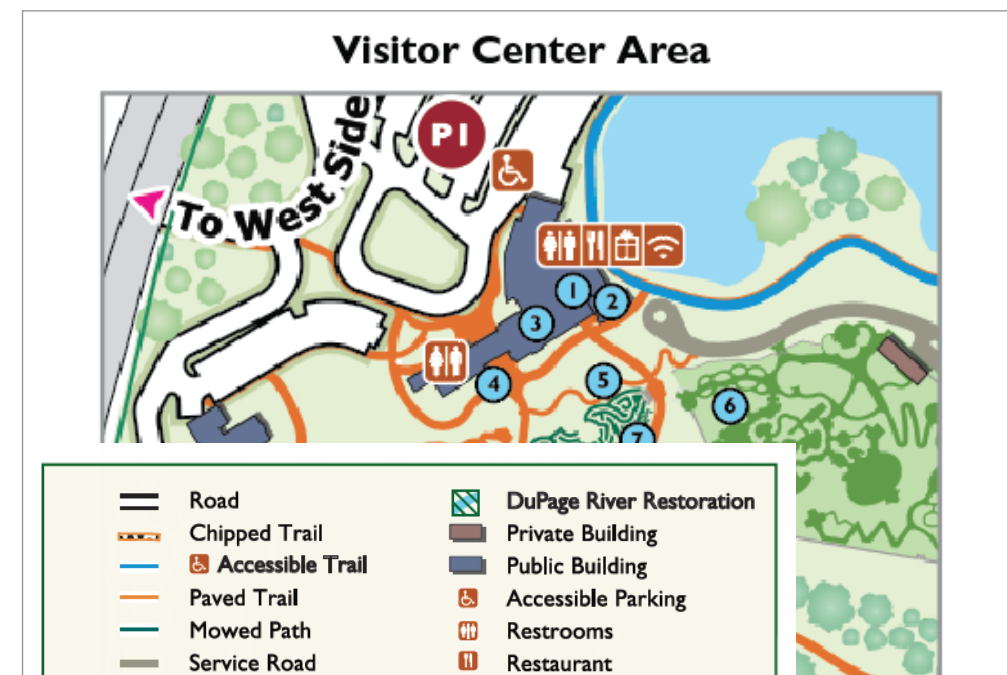 Visitor Center Area
P1
To West Side
1
2
3
4
5
6
7
Road
Chipped Trail
Accessible Trail
Paved Trail
Mowed Path
Service Road
DuPage River Restoration
Private Building
Public Building
Accessible Parking
Restrooms
Restaurant